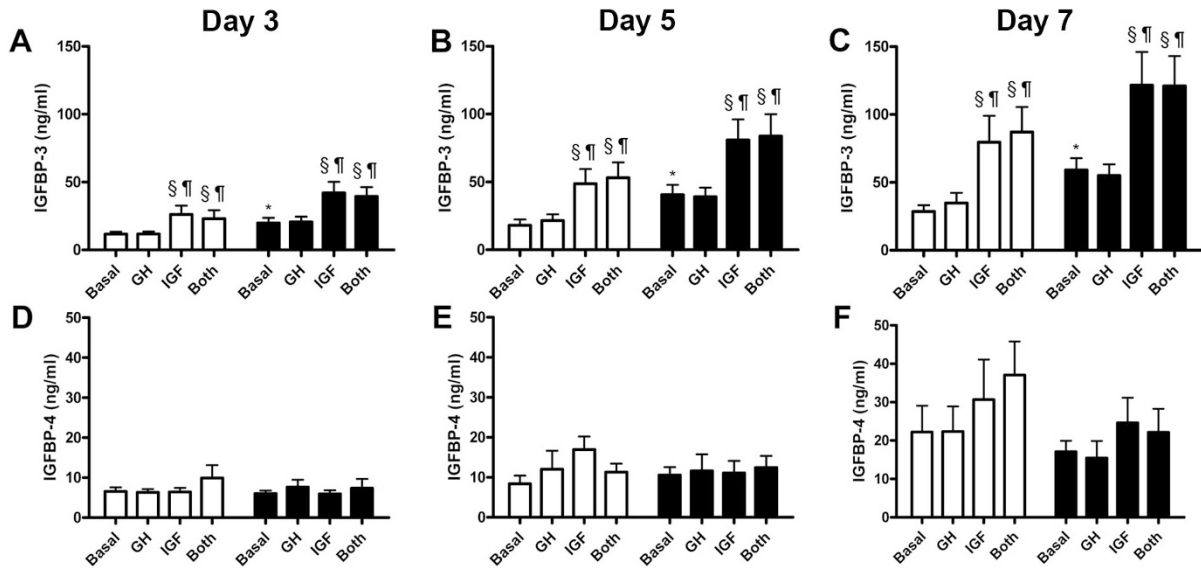 Day 3
Day 5
Day 7
A
IGFBP-3 (ng/ml)
150
100
50
0
§ ¶ § ¶
*
§ ¶ § ¶
Basal GH IGF Both Basal GH IGF Both
B
IGFBP-3 (ng/ml)
150
100
50
0
§ ¶ § ¶
*
§ ¶ § ¶
Basal GH IGF Both Basal GH IGF Both
C
IGFBP-3 (ng/ml)
150
100
50
0
§ ¶ § ¶
*
§ ¶ § ¶
Basal GH IGF Both Basal GH IGF Both
D
IGFBP-4 (ng/ml)
50
40
30
20
10
0
Basal GH IGF Both Basal GH IGF Both
E
IGFBP-4 (ng/ml)
50
40
30
20
10
0
Basal GH IGF Both Basal GH IGF Both
F
IGFBP-4 (ng/ml)
50
40
30
20
10
0
Basal GH IGF Both Basal GH IGF Both